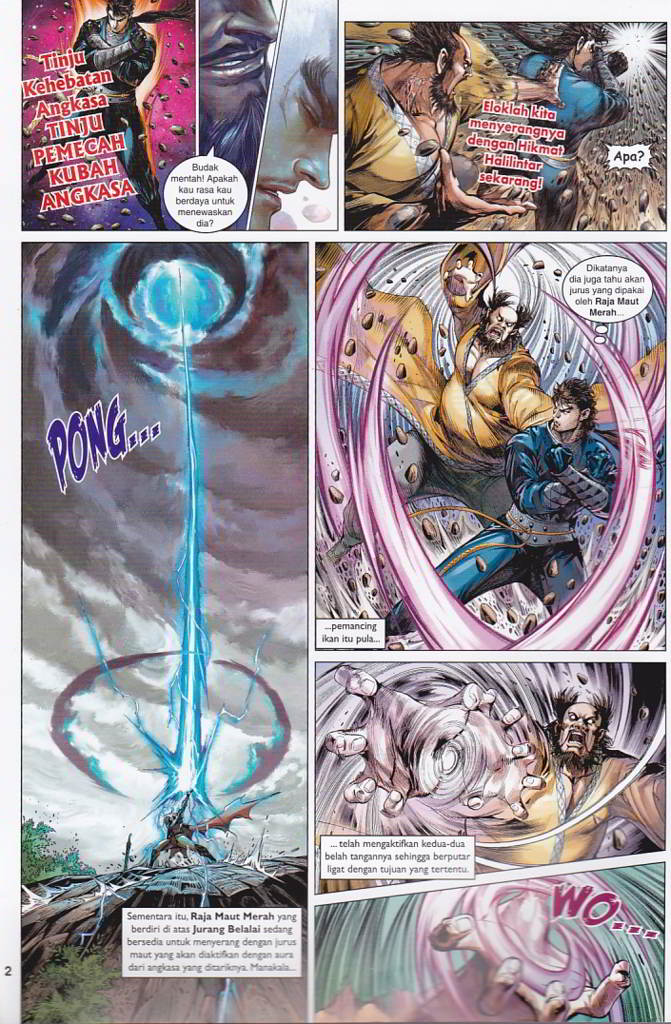 Tinju
Kehebatan
Angkasa
TINJU
PEMECAH
KUBAH
ANGKASA
Budak
mentah! Apakah
kau rasa kau
berdaya untuk
menewaskan
dia?
Eloklah kita
menyerangnya
dengan Hikmat
Halilintar
sekarang!
Apa?
PONG...
Sementara itu, Raja Maut Merah yang
berdiri di atas Jurang Belalai sedang
bersedia untuk menyerang dengan jurus
maut yang akan diaktifkan dengan aura
dari angkasa yang ditariknya. Manakala...
Dikatanya
dia juga tahu akan
jurus yang dipakai
oleh Raja Maut
Merah...
...pemancing
ikan itu pula...
... telah mengaktifkan kedua-dua
belah tangannya sehingga berputar
ligat dengan tujuan yang tertentu.
WO...
2